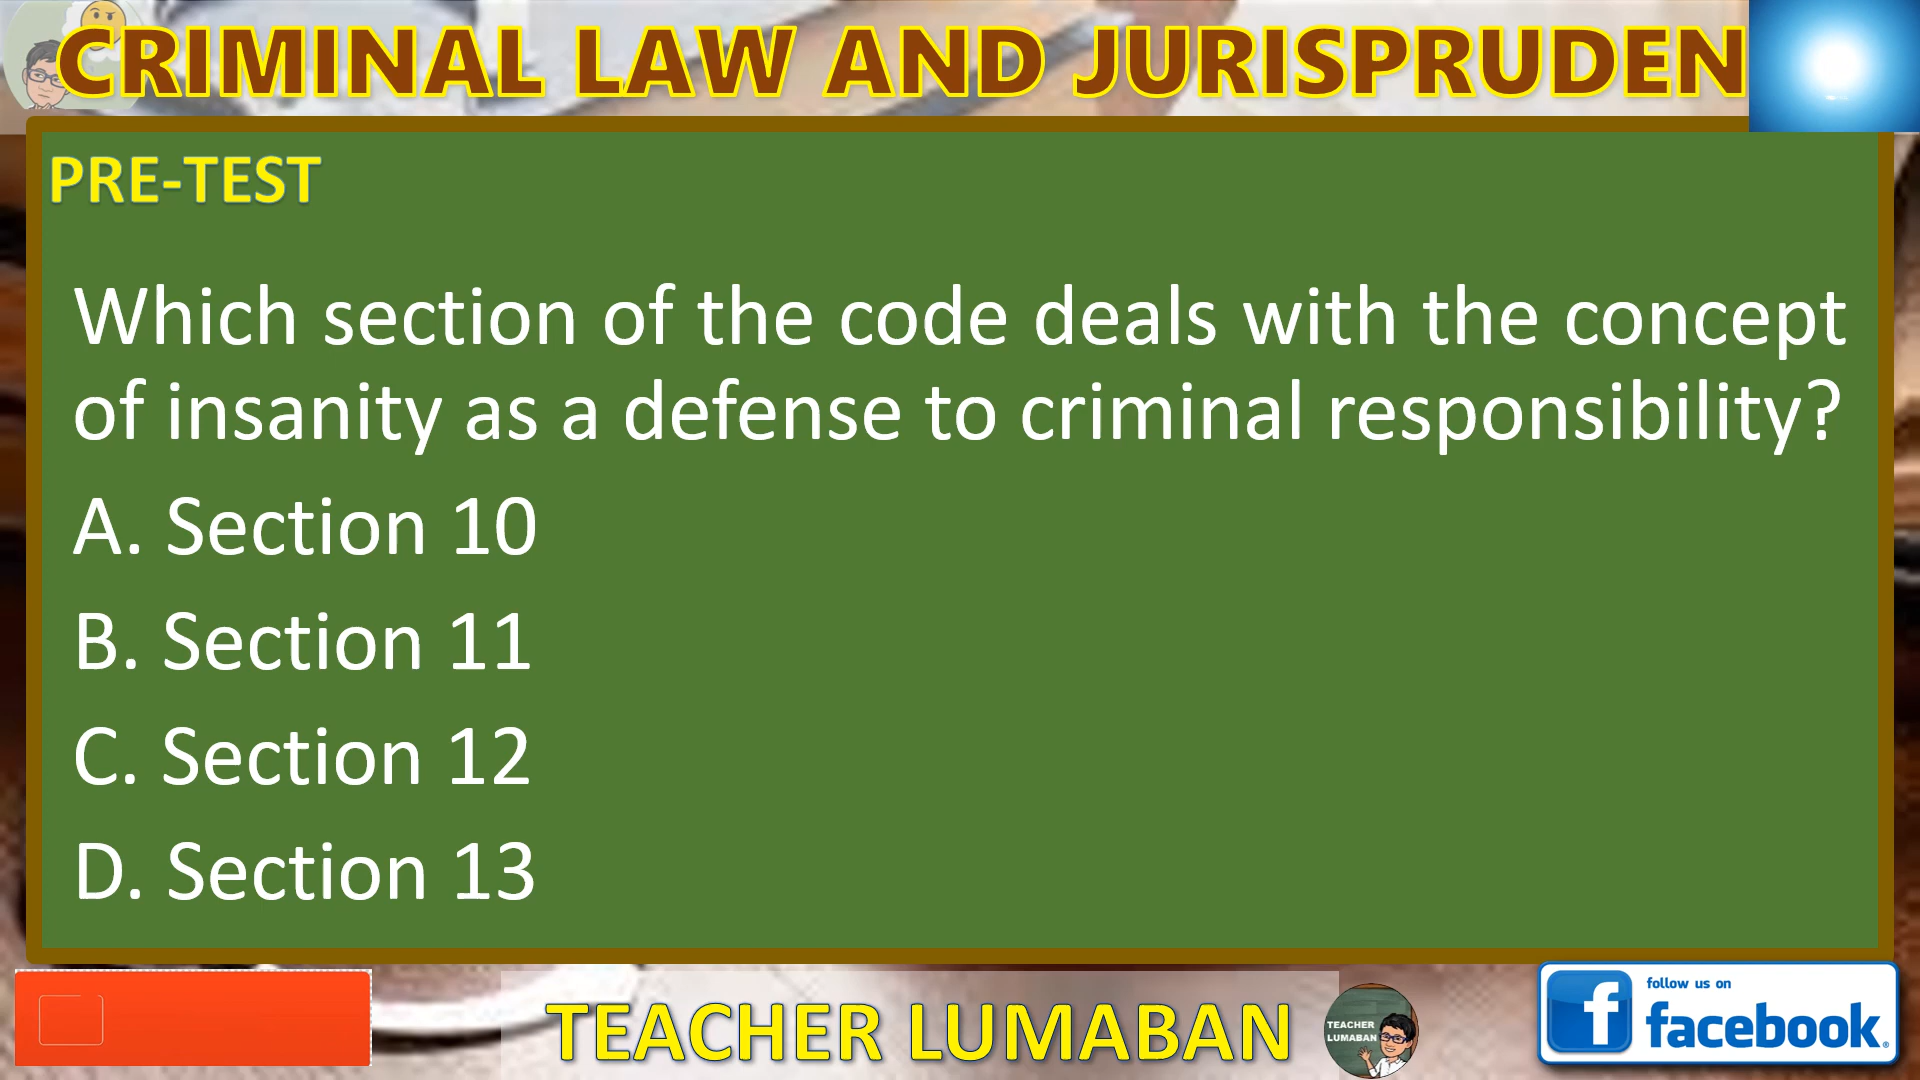 CRIMINAL LAW AND JURISPRUDEN
PRE-TEST
Which section of the code deals with the concept
of insanity as a defense to criminal responsibility?
A. Section 10
B. Section 11
C. Section 12
D. Section 13
TEACHER LUMABAN
TEACHER
LUMABAN
follow us on
facebook